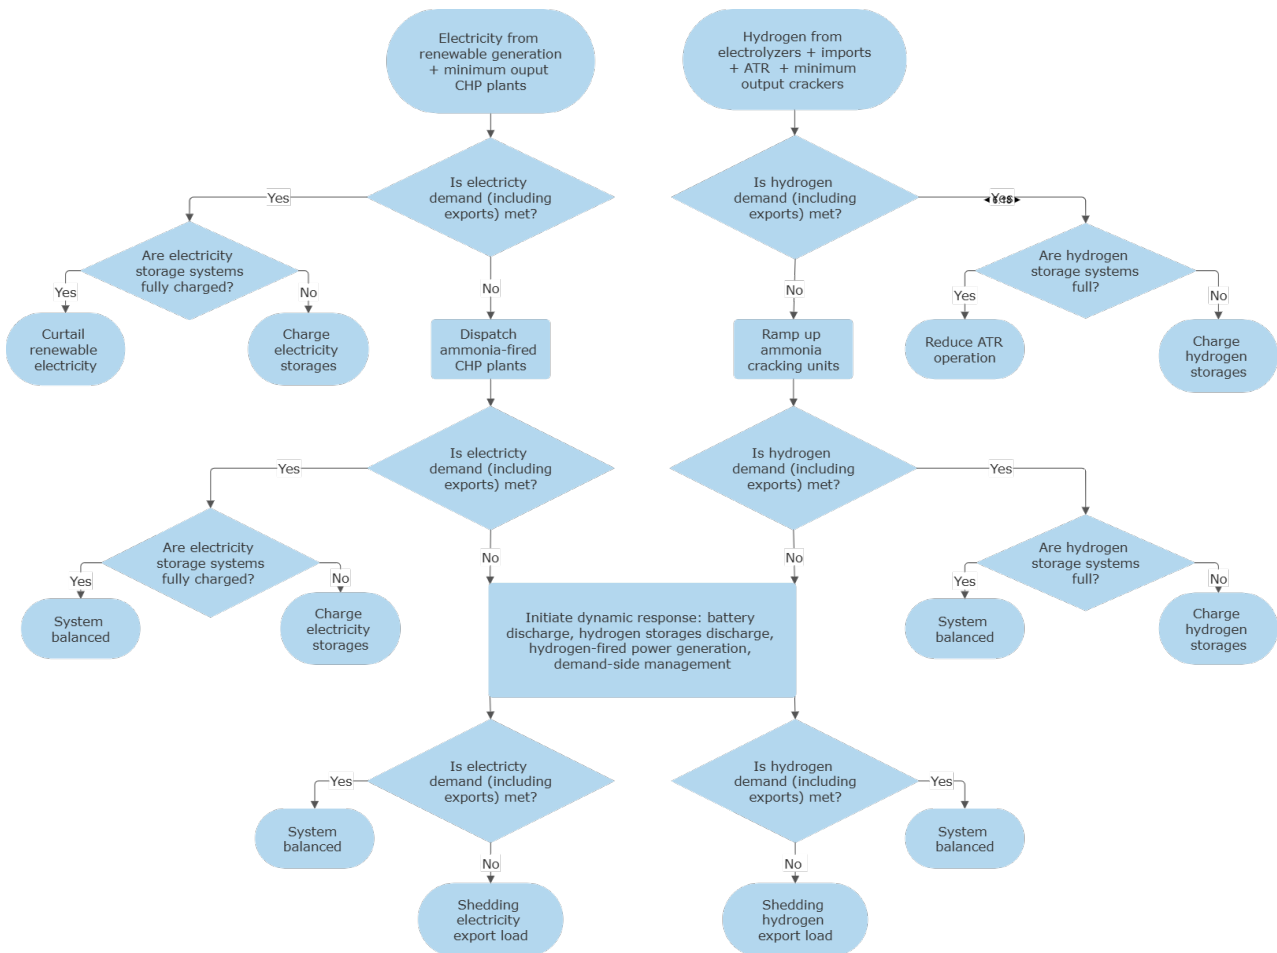 Electricity from
renewable generation
+ minimum ouput
CHP plants
Hydrogen from
electrolyzers + imports
+ ATR + minimum
output crackers
Is electricty
demand (including
exports) met?
Is hydrogen
demand (including
exports) met?
Yes
Yes
Are electricity
storage systems
fully charged?
Are hydrogen
storage systems
full?
Yes
No
No
No
Yes
No
Curtail
renewable
electricity
Charge
electricity
storages
Dispatch
ammonia-fired
CHP plants
Ramp up
ammonia
cracking units
Reduce ATR
operation
Charge
hydrogen
storages
Is electricty
demand (including
exports) met?
Is hydrogen
demand (including
exports) met?
Yes
Yes
Are electricity
storage systems
fully charged?
Are hydrogen
storage systems
full?
Yes
No
No
No
Yes
No
System
balanced
Charge
electricity
storages
Initiate dynamic response: battery
discharge, hydrogen storages discharge,
hydrogen-fired power generation,
demand-side management
System
balanced
Charge
hydrogen
storages
Is electricty
demand (including
exports) met?
Is hydrogen
demand (including
exports) met?
Yes
Yes
System
balanced
System
balanced
No
No
Shedding
electricity
export load
Shedding
hydrogen
export load